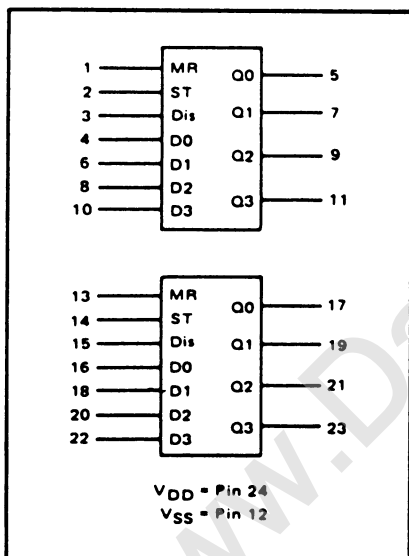 1 MR Q0 5
2 ST
3 Dis Q1 7
4 D0
6 D1 Q2 9
8 D2
10 D3 Q3 11
13 MR Q0 17
14 ST
15 Dis Q1 19
16 D0
18 D1 Q2 21
20 D2
22 D3 Q3 23
VDD = Pin 24
VSS = Pin 12
www.Da